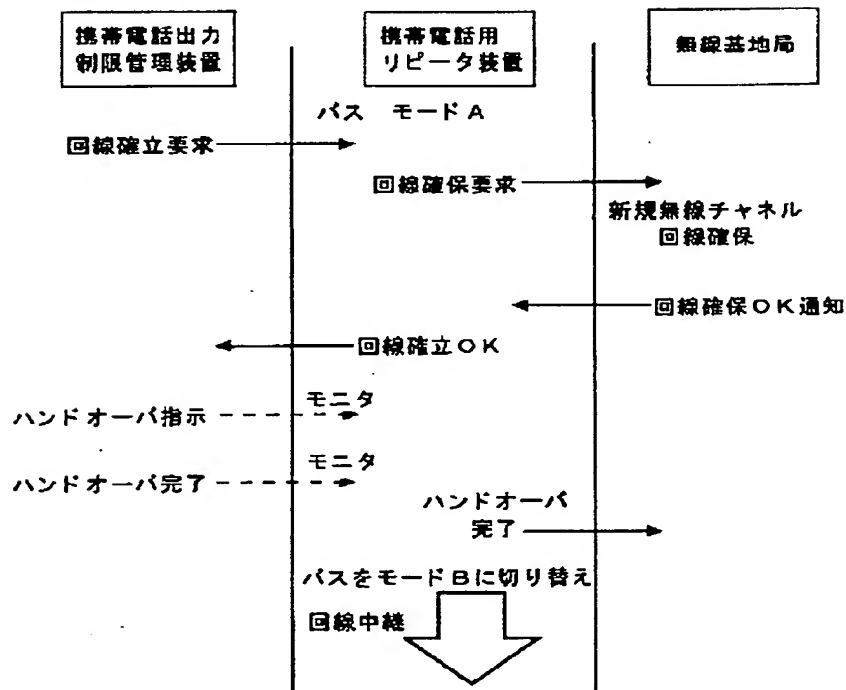 携帯電話出力
制限管理装置
携帯電話用
リピータ装置
無線基地局
パス モードA
回線確立要求
回線確保要求
新規無線チャネル
回線確保
回線確保OK通知
回線確立OK
モニタ
ハンドオーバ指示
モニタ
ハンドオーバ完了
ハンドオーバ
完了
パスをモードBに切り替え
回線中継